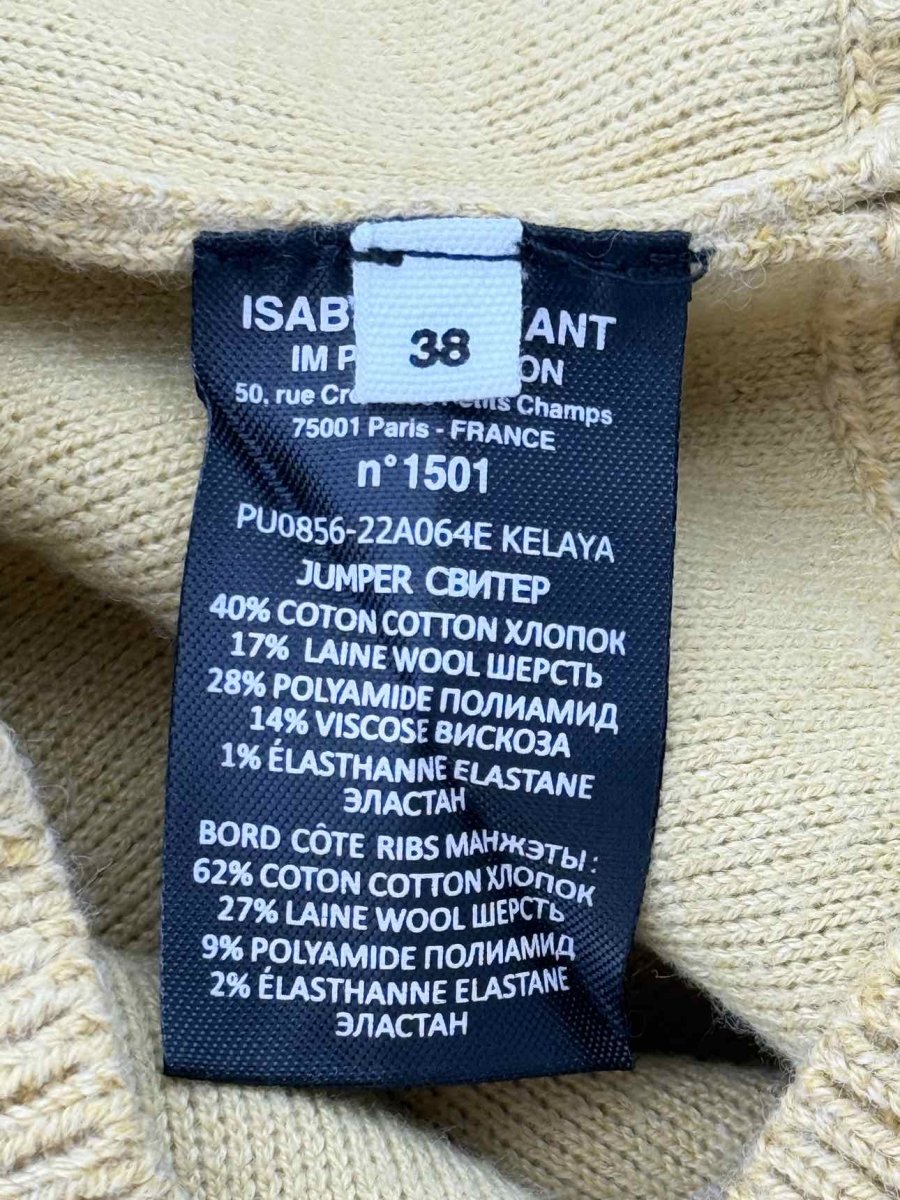 38
ISAB ANT
IM P ON
50, rue Cr Champs
75001 Paris - FRANCE
n°1501
PU0856-22A064E KELAYA
JUMPER СВИТЕР
40% COTON COTTON ХЛОПОК
17% LAINE WOOL ШЕРСТЬ
28% POLYAMIDE ПОЛИАМИД
14% VISCOSE ВИСКОЗА
1% ÉLASTHANNE ELASTANE
ЭЛАСТАН
BORD CÔTE RIBS МАНЖЭТЫ:
62% COTON COTTON ХЛОПОК
27% LAINE WOOL ШЕРСТЬ
9% POLYAMIDE ПОЛИАМИД
2% ÉLASTHANNE ELASTANE
ЭЛАСТАН